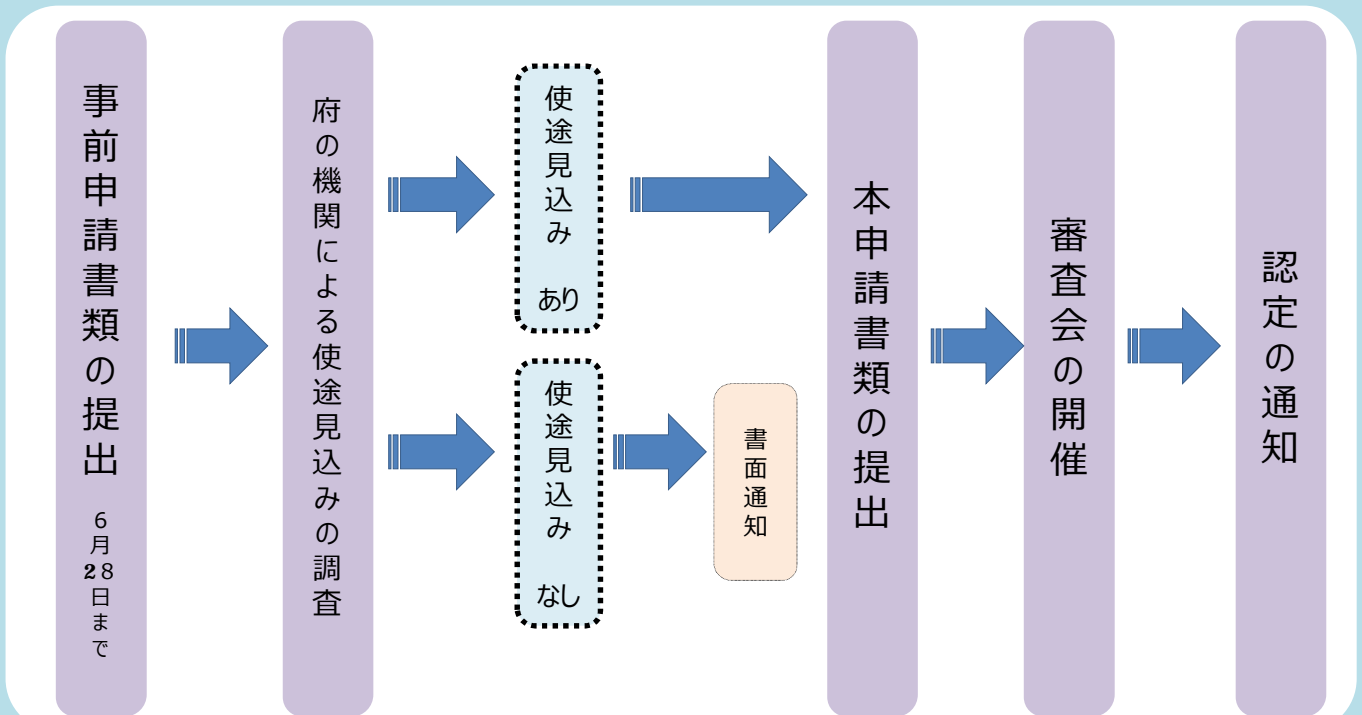 事前申請書類の提出 6月28日まで
府の機関による使途見込みの調査
使途見込み あり
使途見込み なし
書面通知
本申請書類の提出
審査会の開催
認定の通知